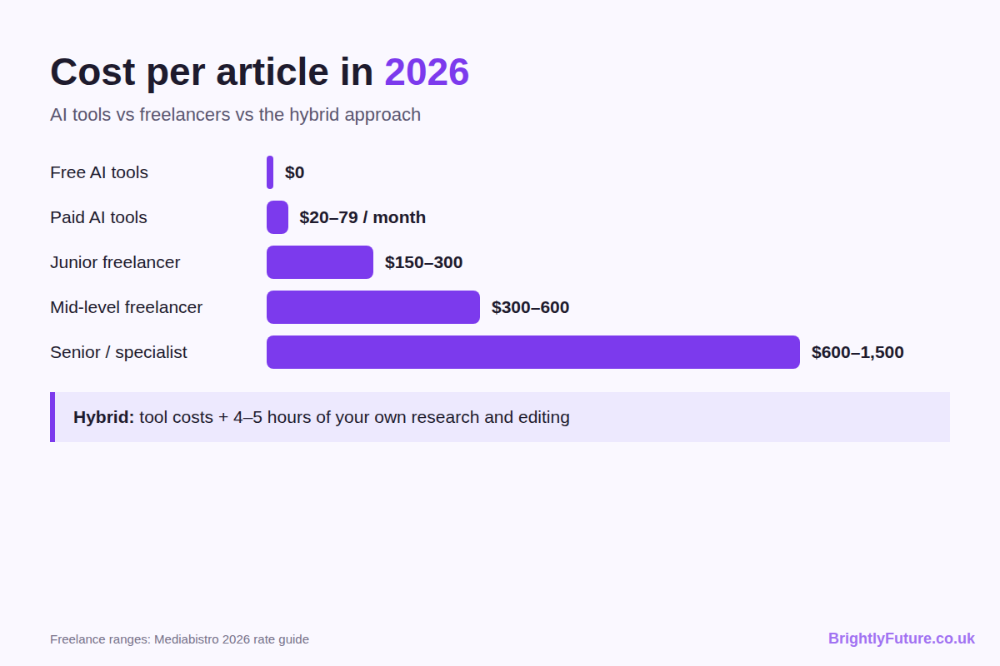 Cost per article in 2026
AI tools vs freelancers vs the hybrid approach
Free AI tools $0
Paid AI tools $20–79 / month
Junior freelancer $150–300
Mid-level freelancer $300–600
Senior / specialist $600–1,500
Hybrid: tool costs + 4–5 hours of your own research and editing
Freelance ranges: Mediabistro 2026 rate guide
BrightlyFuture.co.uk